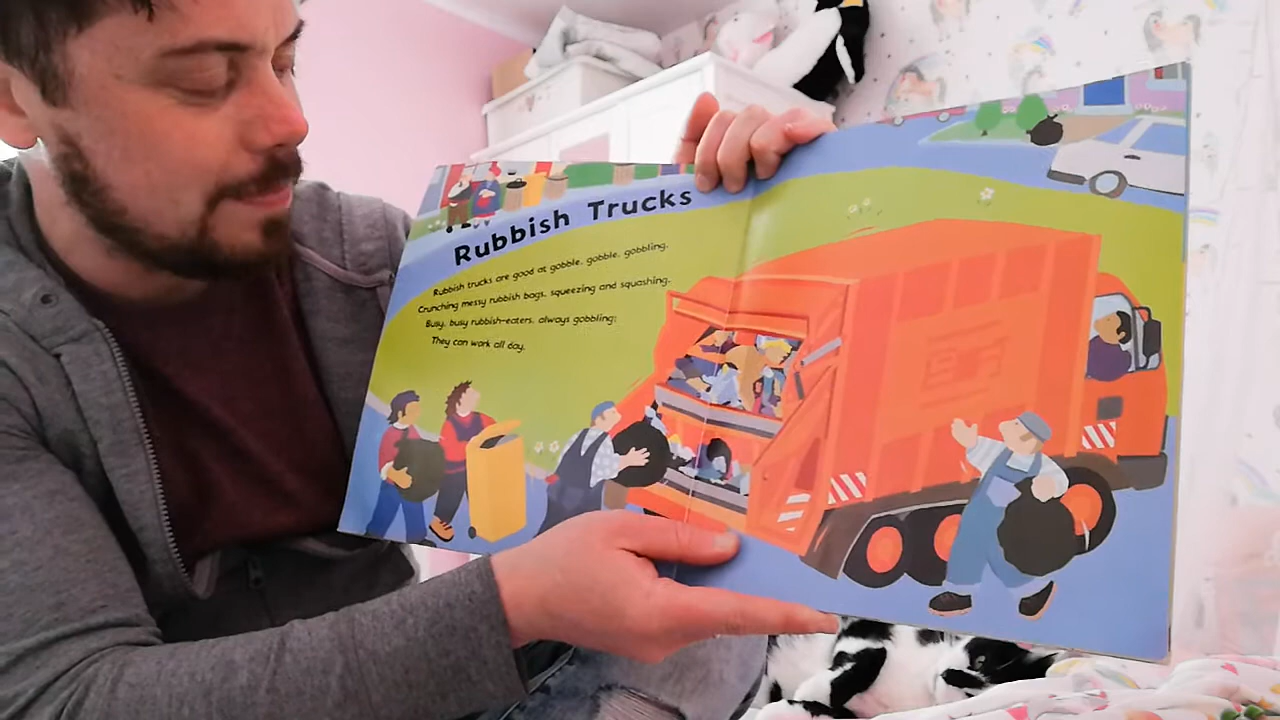 Rubbish Trucks
Rubbish trucks are good at gobble, gobble, gobbling,
Crunching messy rubbish bags, squeezing and squashing.
Busy, busy rubbish-eaters, always gobbling;
They can work all day.